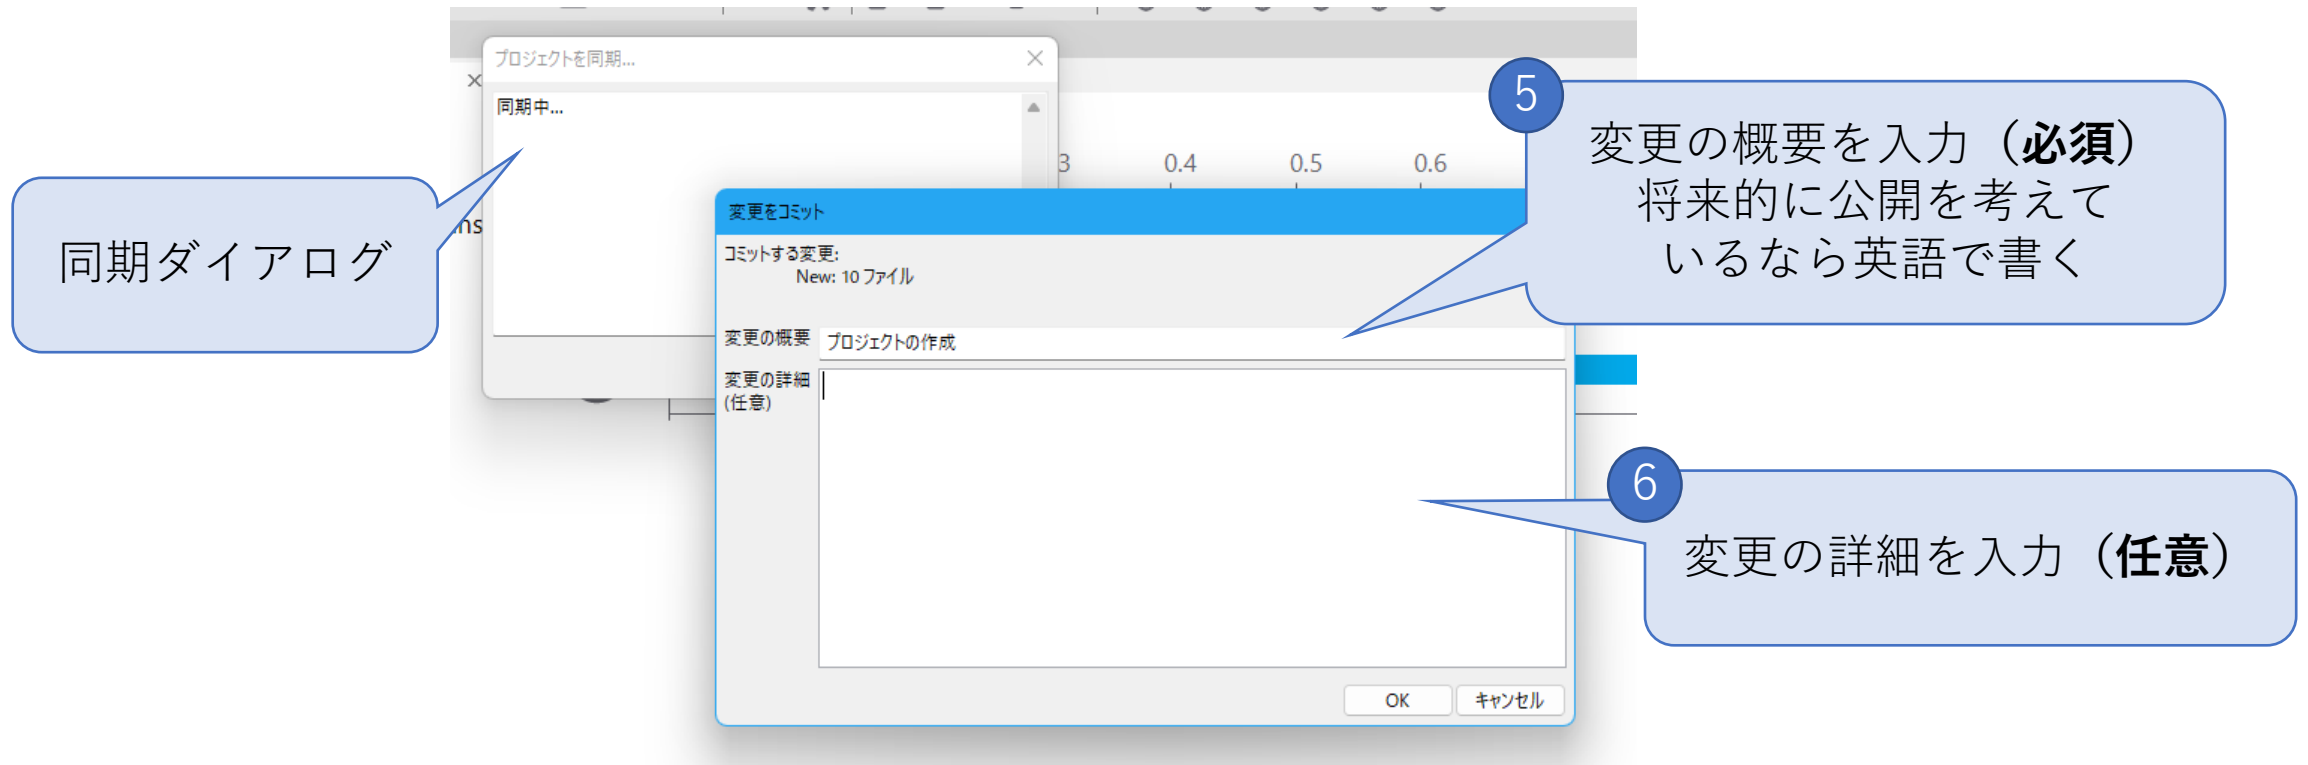 プロジェクトを同期...
同期中...
同期ダイアログ
ns
3 0.4 0.5 0.6
変更をコミット
コミットする変更:
New: 10 ファイル
変更の概要 プロジェクトの作成
変更の詳細
(任意)
OK キャンセル
5
変更の概要を入力（必須）
将来的に公開を考えて
いるなら英語で書く
6
変更の詳細を入力（任意）